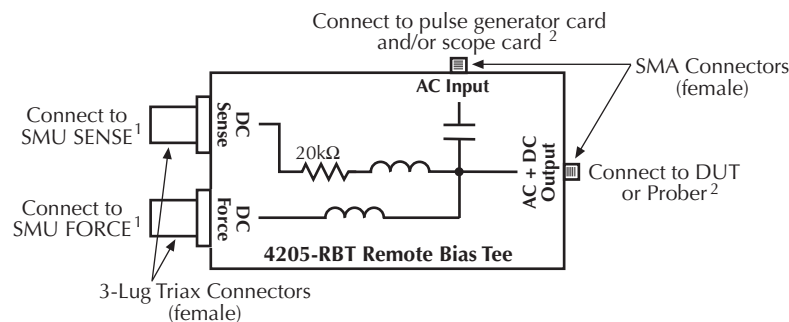 Connect to pulse generator card
and/or scope card 2
SMA Connectors
(female)
AC Input
Connect to
SMU SENSE1
DC
Sense
20kΩ
AC + DC
Output
Connect to DUT
or Prober2
Connect to
SMU FORCE1
DC
Force
4205-RBT Remote Bias Tee
3-Lug Triax Connectors
(female)